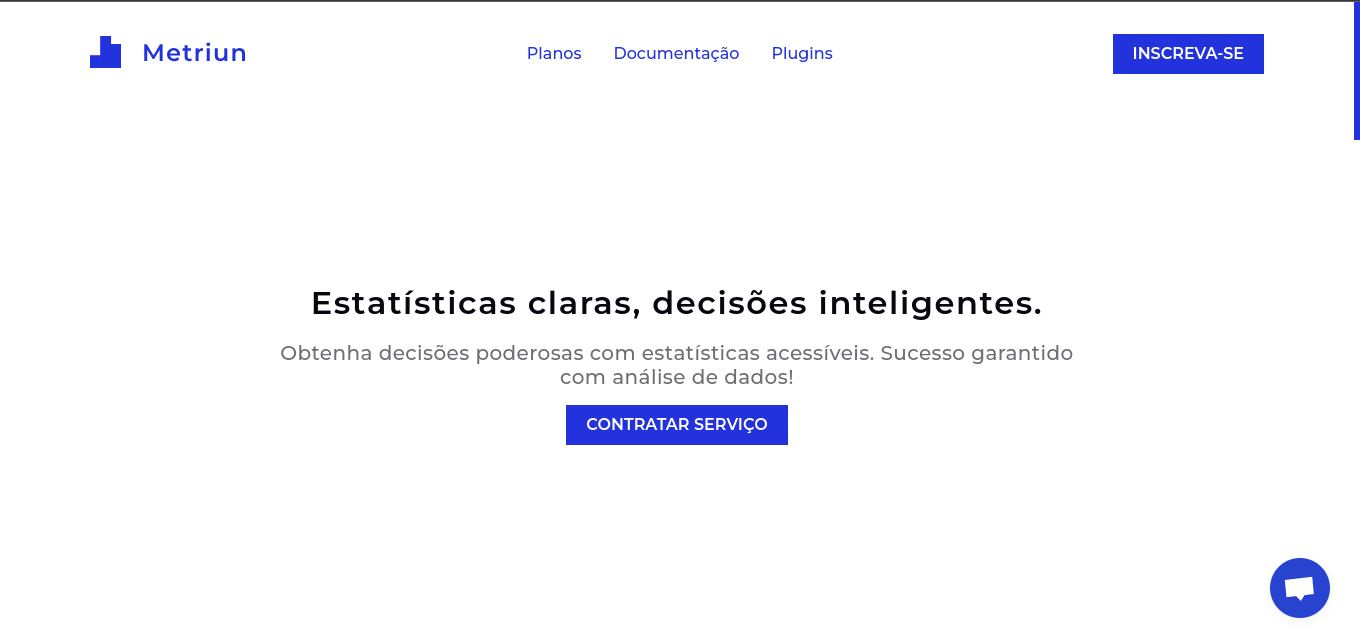 Metriun
Planos
Documentação
Plugins
INSCREVA-SE
Estatísticas claras, decisões inteligentes.
Obtenha decisões poderosas com estatísticas acessíveis. Sucesso garantido
com análise de dados!
CONTRATAR SERVIÇO